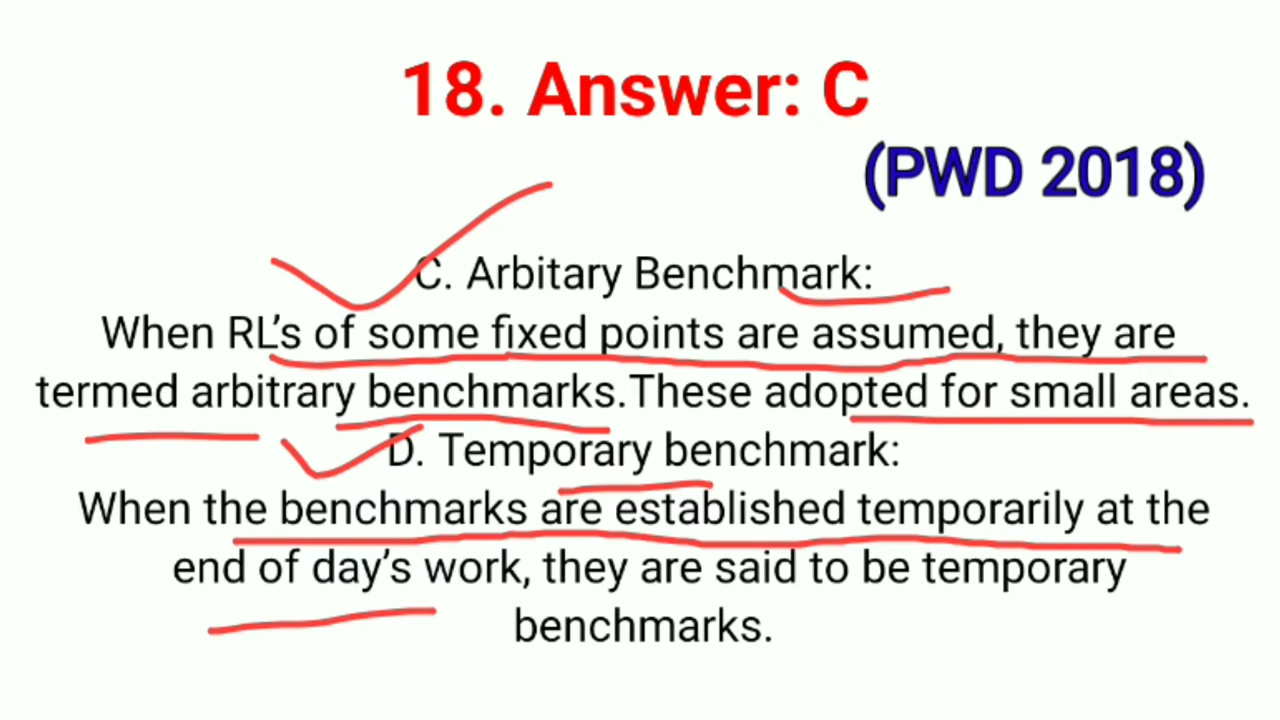 18. Answer: C
(PWD 2018)
C. Arbitary Benchmark:
When RL’s of some fixed points are assumed, they are
termed arbitrary benchmarks.These adopted for small areas.
D. Temporary benchmark:
When the benchmarks are established temporarily at the
end of day’s work, they are said to be temporary
benchmarks.